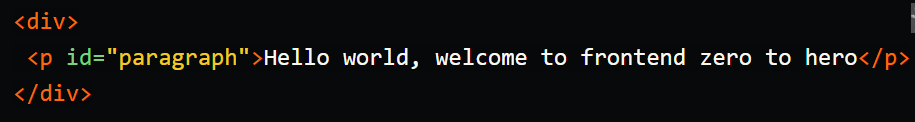 <div>
<p id="paragraph">Hello world, welcome to frontend zero to hero</p>
</div>